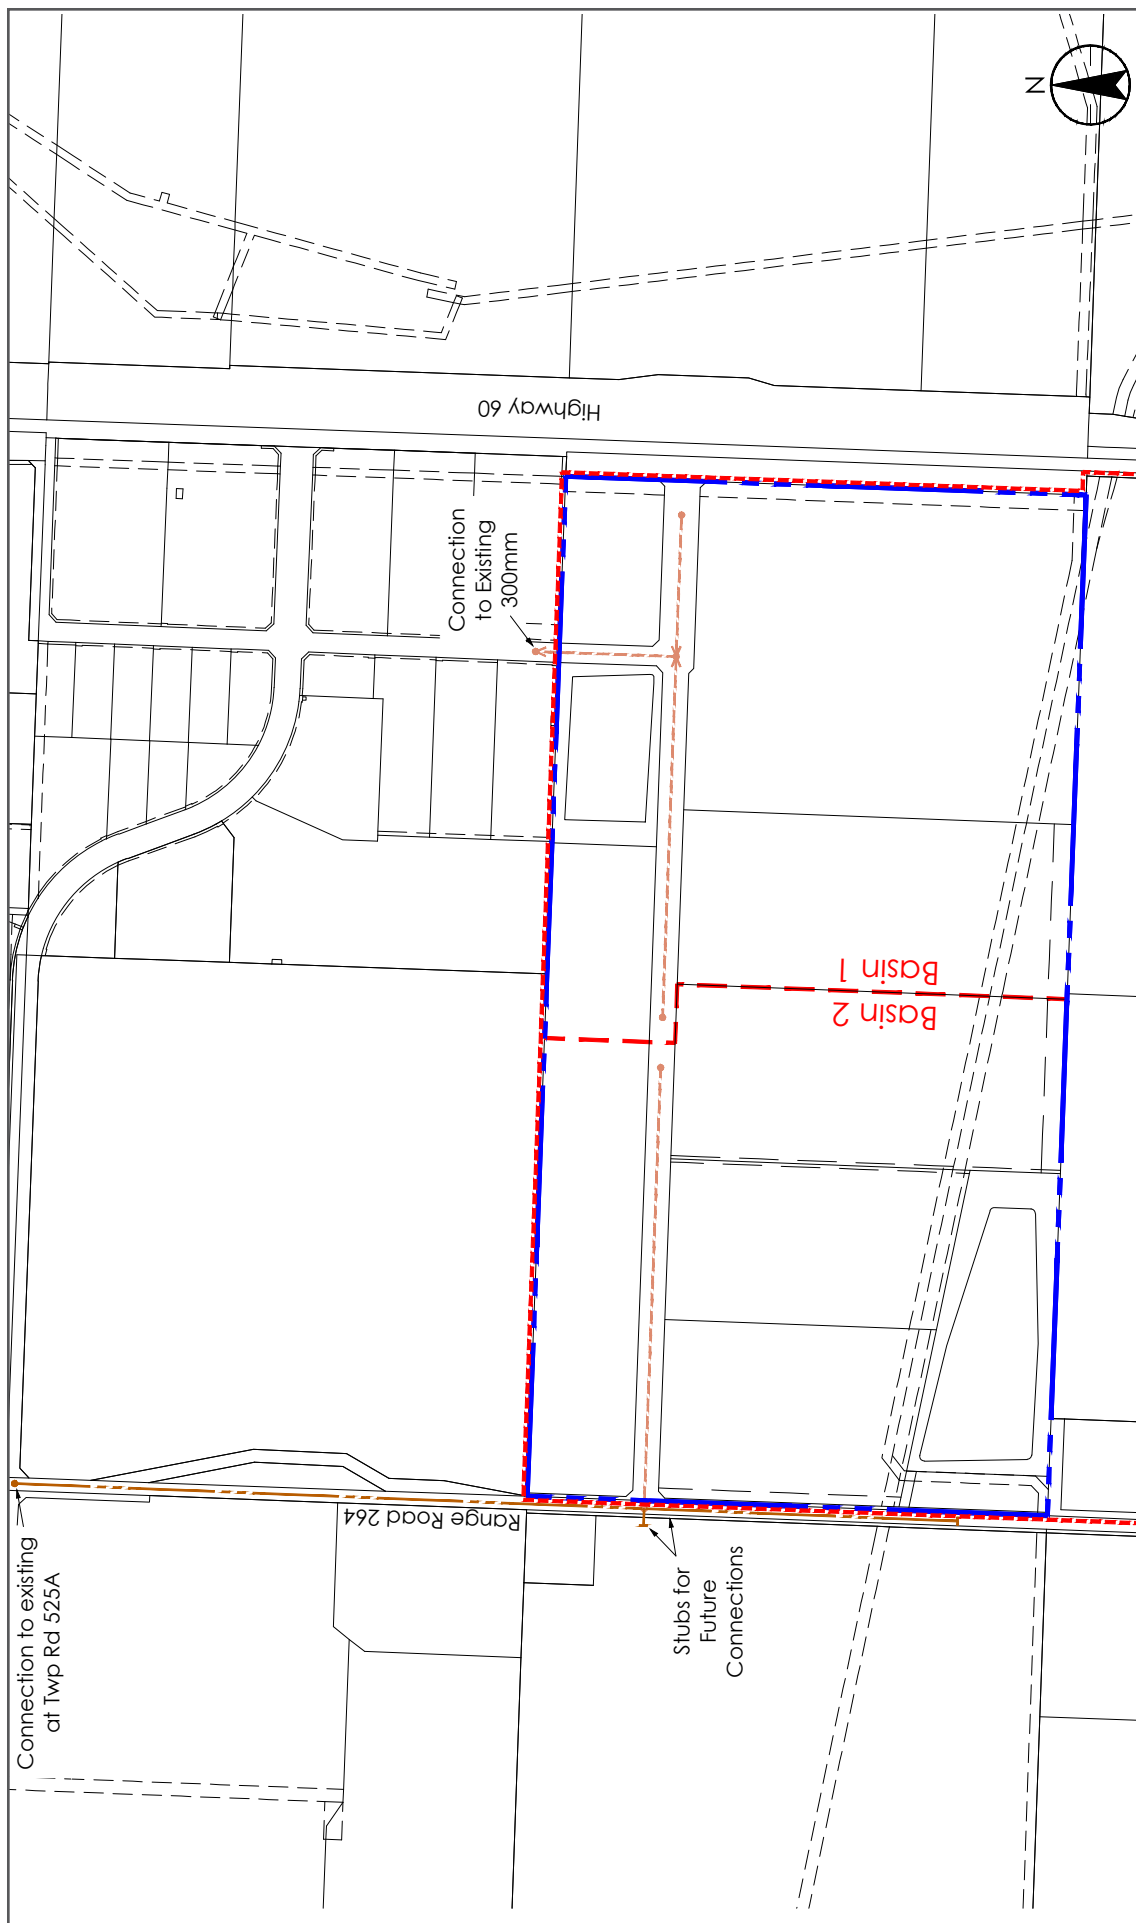 N
Highway 60
Connection
to Existing
300mm
Basin 1
Basin 2
Range Road 264
Connection to existing
at Twp Rd 525A
Stubs for
Future
Connections